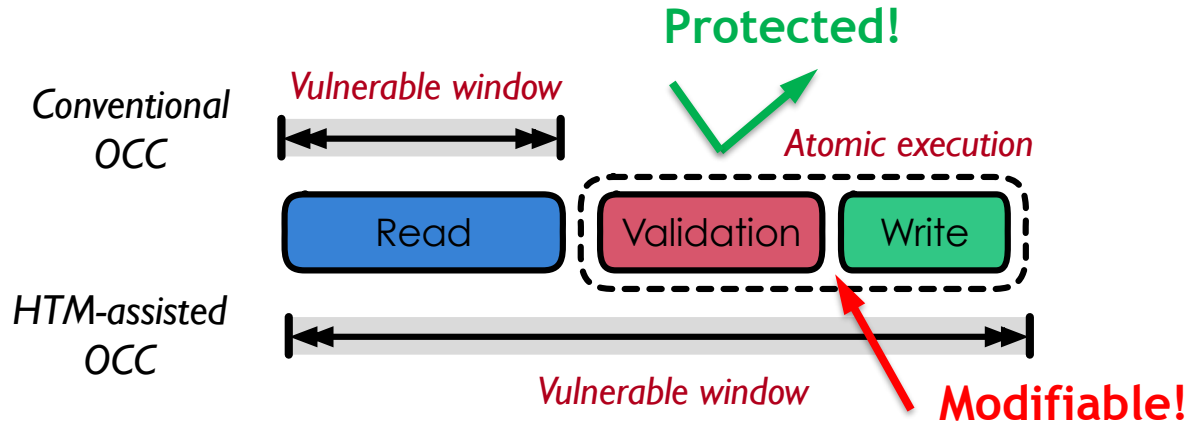 Protected!
Vulnerable window
Conventional
OCC
Atomic execution
Read
Validation
Write
HTM-assisted
OCC
Vulnerable window
Modifiable!